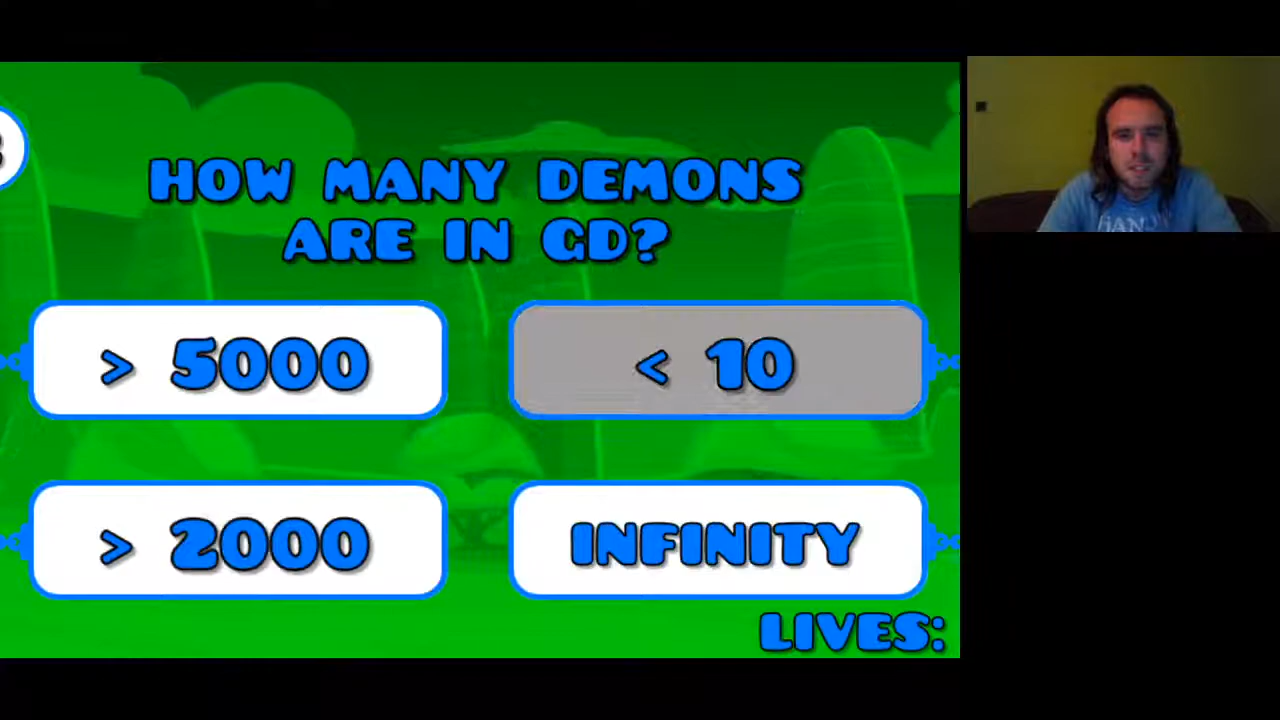 HOW MANY DEMONS
ARE IN GD?
> 5000
< 10
> 2000
INFINITY
LIVES: